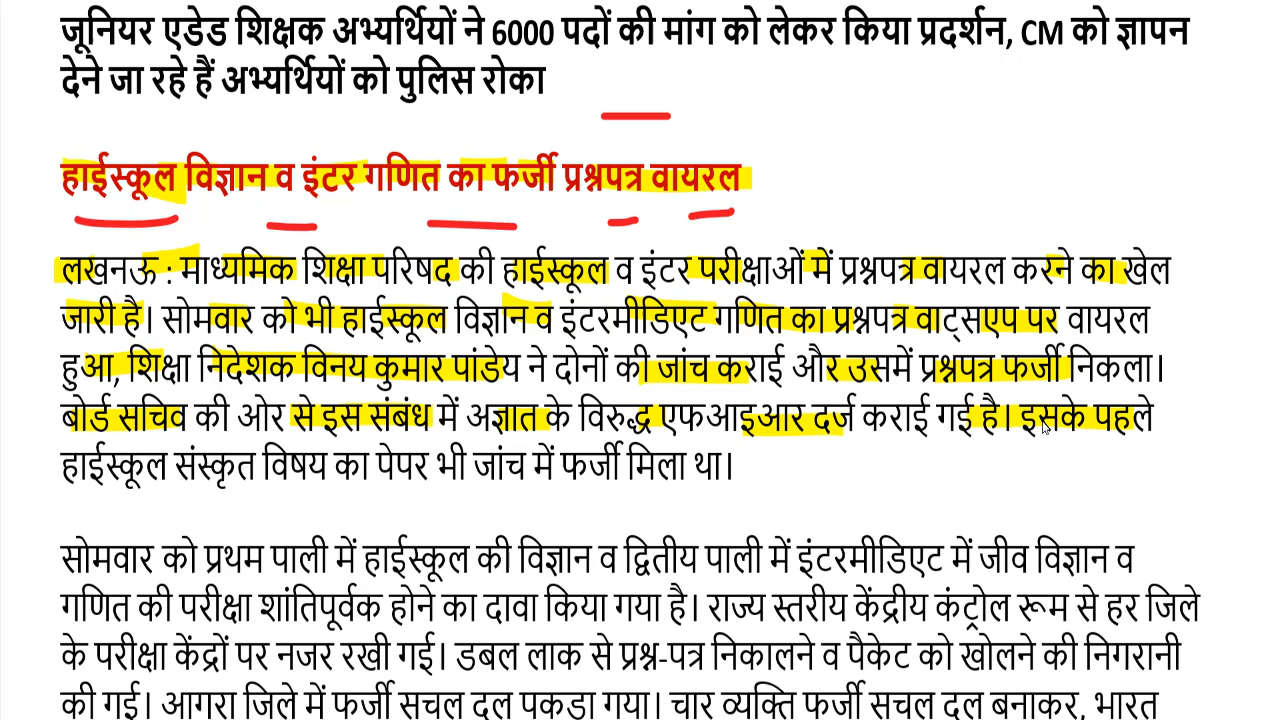 जूनियर एडेड शिक्षक अभ्यर्थियों ने 6000 पदों की मांग को लेकर किया प्रदर्शन, CM को ज्ञापन
देने जा रहे हैं अभ्यर्थियों को पुलिस रोका
हाईस्कूल विज्ञान व इंटर गणित का फर्जी प्रश्नपत्र वायरल
लखनऊ : माध्यमिक शिक्षा परिषद की हाईस्कूल व इंटर परीक्षाओं में प्रश्नपत्र वायरल करने का खेल
जारी है। सोमवार को भी हाईस्कूल विज्ञान व इंटरमीडिएट गणित का प्रश्नपत्र वाट्सएप पर वायरल
हुआ, शिक्षा निदेशक विनय कुमार पांडेय ने दोनों की जांच कराई और उसमें प्रश्नपत्र फर्जी निकला।
बोर्ड सचिव की ओर से इस संबंध में अज्ञात के विरुद्ध एफआइआर दर्ज कराई गई है। इसके पहले
हाईस्कूल संस्कृत विषय का पेपर भी जांच में फर्जी मिला था।
सोमवार को प्रथम पाली में हाईस्कूल की विज्ञान व द्वितीय पाली में इंटरमीडिएट में जीव विज्ञान व
गणित की परीक्षा शांतिपूर्वक होने का दावा किया गया है। राज्य स्तरीय केंद्रीय कंट्रोल रूम से हर जिले
के परीक्षा केंद्रों पर नजर रखी गई। डबल लाक से प्रश्न-पत्र निकालने व पैकेट को खोलने की निगरानी
की गई। आगरा जिले में फर्जी सचल दल पकड़ा गया। चार व्यक्ति फर्जी सचल दल बनाकर, भारत